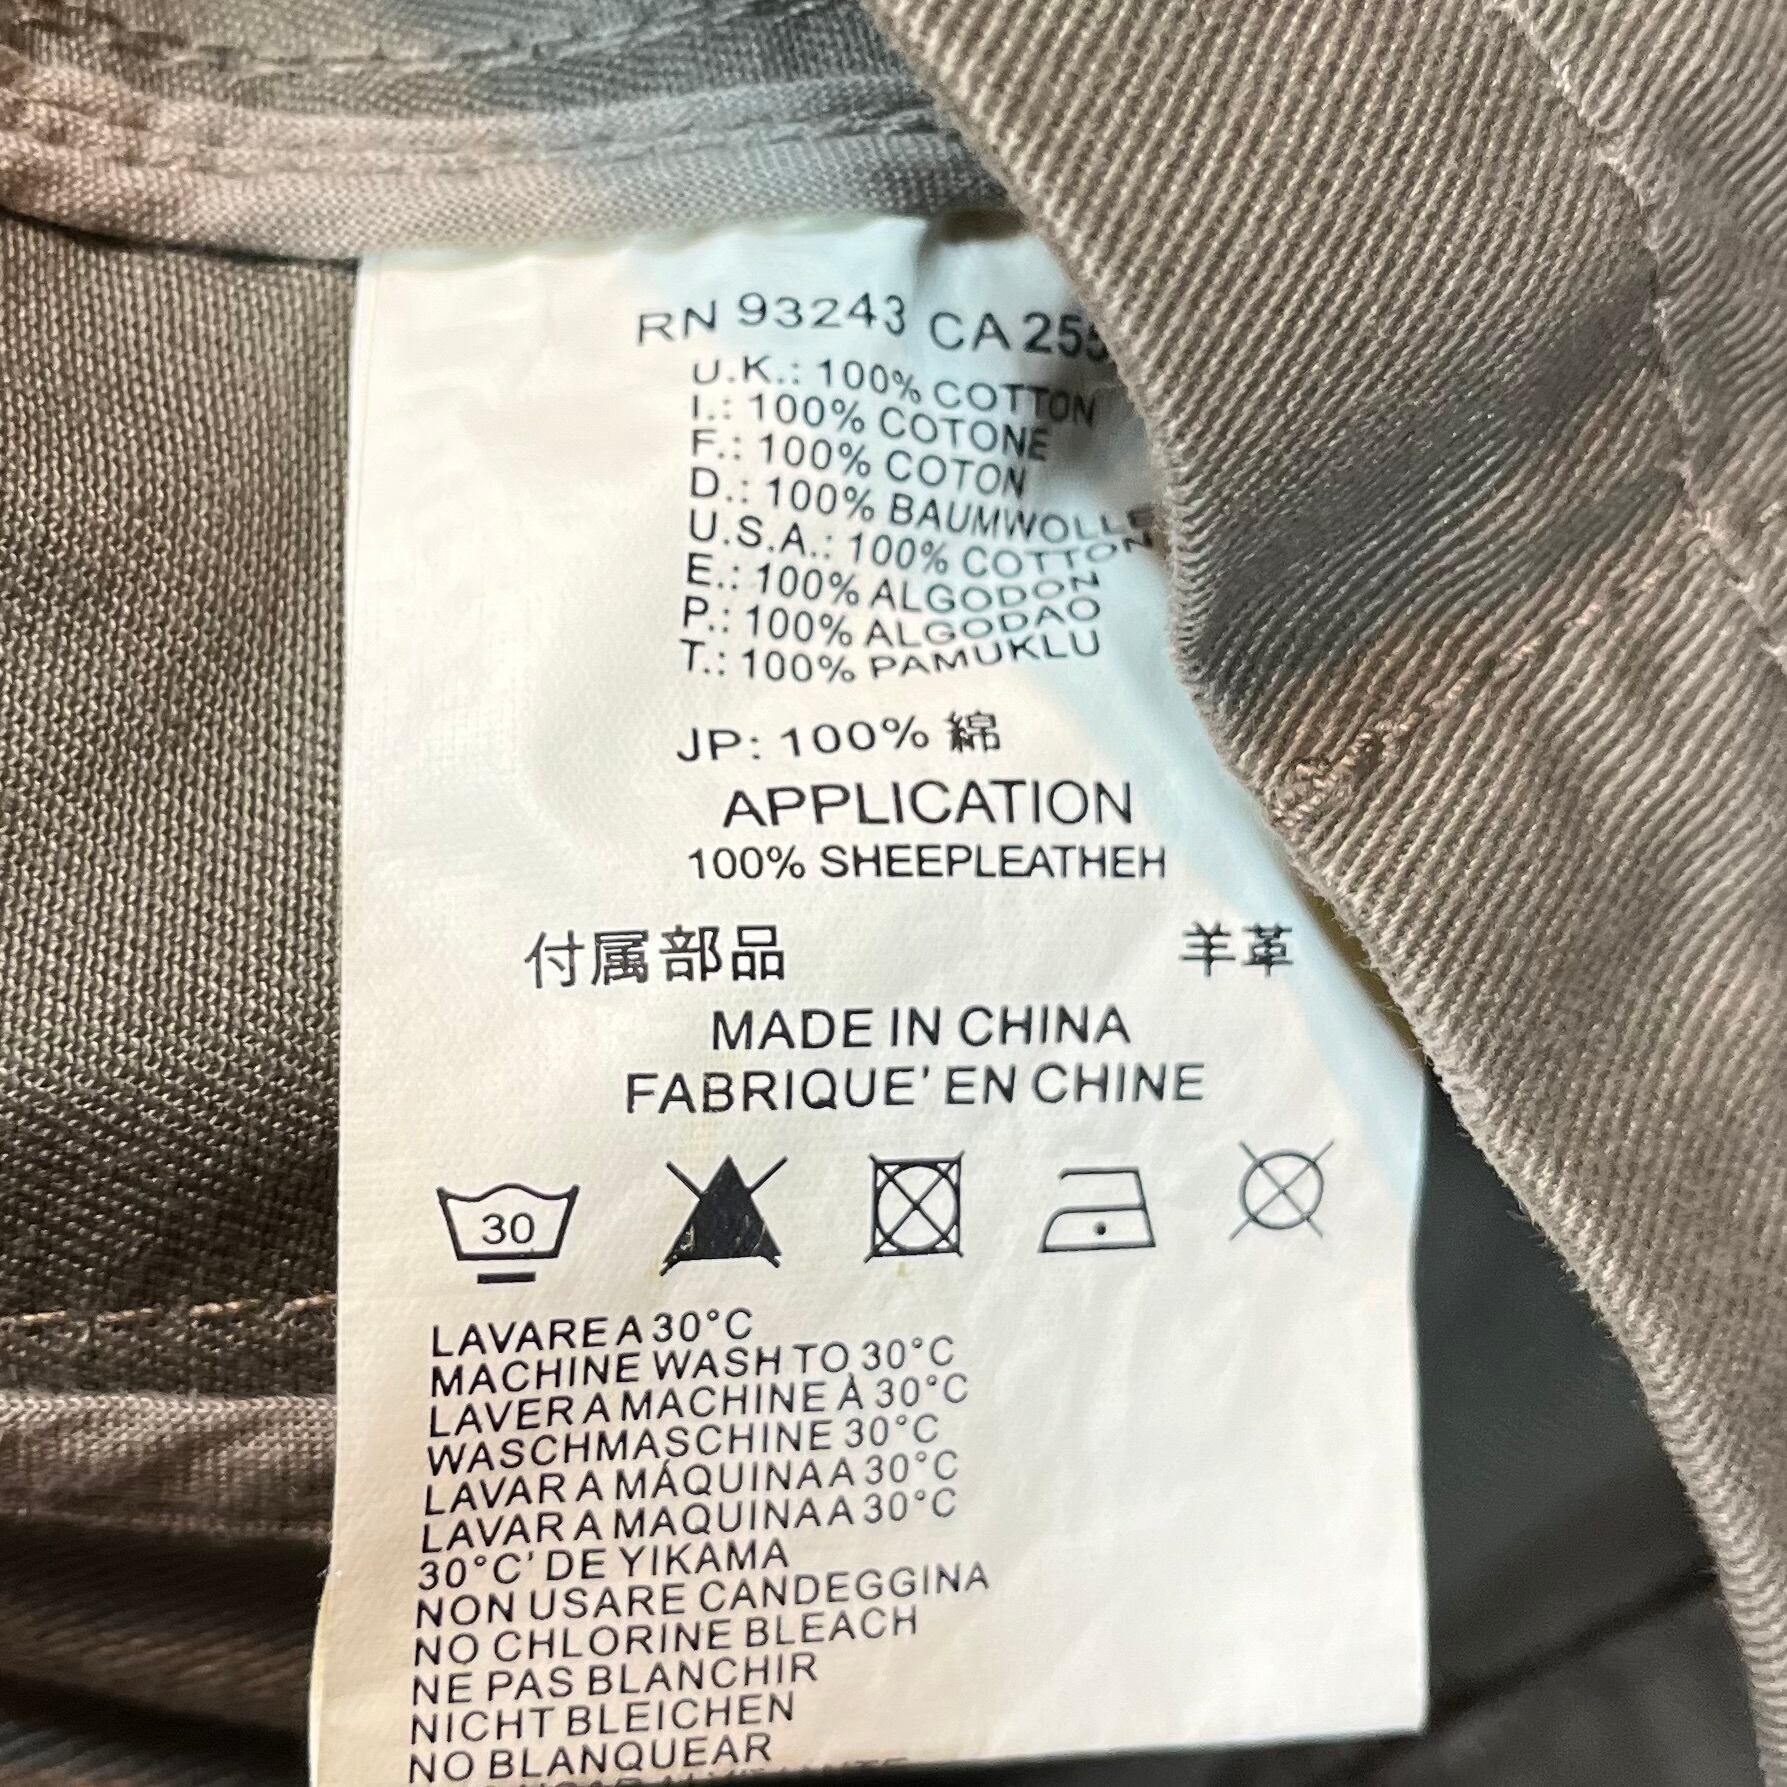 RN 93243 CA 255
U.K.: 100% COTTON
I.: 100% COTONE
F.: 100% COTON
D.: 100% BAUMWOLLE
U.S.A.: 100% COTTON
E.: 100% ALGODON
P.: 100% ALGODAO
T.: 100% PAMUKLU
JP: 100% 綿
APPLICATION
100% SHEEPLEATHEH
付属部品 羊革
MADE IN CHINA
FABRIQUE' EN CHINE
30
LAVARE A 30°C
MACHINE WASH TO 30°C
LAVER A MACHINE À 30°C
WASCHMASCHINE 30°C
LAVAR A MÁQUINA A 30°C
LAVAR A MAQUINA A 30°C
30°C' DE YIKAMA
NON USARE CANDEGGINA
NO CHLORINE BLEACH
NE PAS BLANCHIR
NICHT BLEICHEN
NO BLANQUEAR